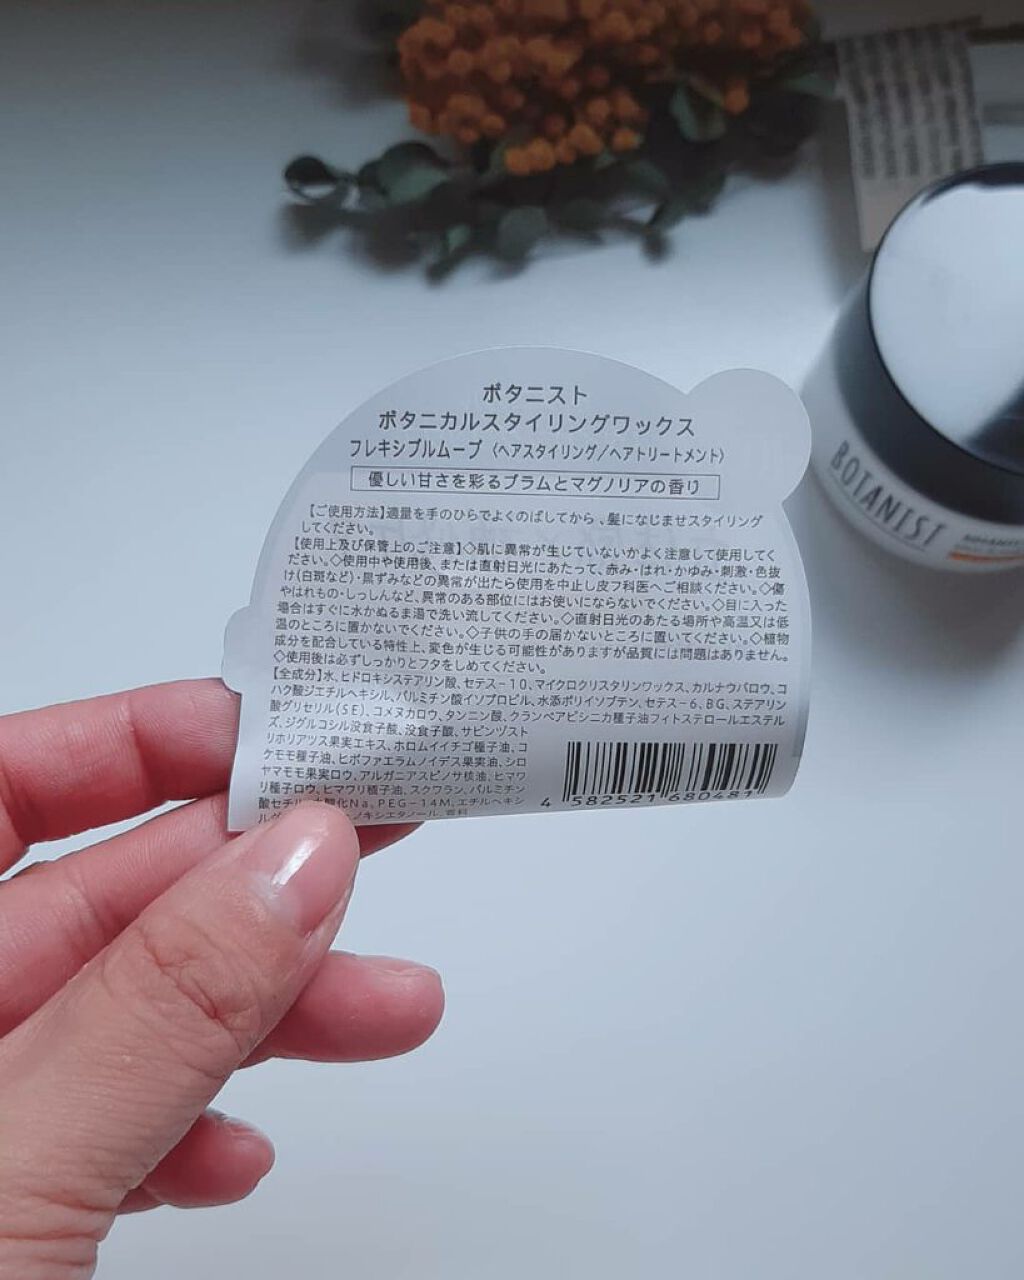 ボタニスト
ボタニカルスタイリングワックス
フレキシブルムーブ〈ヘアスタイリング/ヘアトリートメント〉
優しい甘さを彩るプラムとマグノリアの香り
【ご使用方法】適量を手のひらでよくのばしてから、髪になじませスタイリング
してください。
【使用上及び保管上のご注意】◇肌に異常が生じていないかよく注意して使用してく
ださい。◇使用中や使用後、または直射日光にあたって、赤み・はれ・かゆみ・刺激・色抜
け(白斑など)・黒ずみなどの異常が出たら使用を中止し皮フ科医へご相談ください。◇傷
やはれもの・しっしんなど、異常のある部位にはお使いにならないでください。◇目に入った
場合はすぐに水かぬるま湯で洗い流してください。◇直射日光のあたる場所や高温又は低
温のところに置かないでください。◇子供の手の届かないところに置いてください。◇植物
成分を配合している特性上、変色が生じる可能性がありますが品質には問題はありません。
◇使用後は必ずしっかりとフタをしめてください。
【全成分】水、ヒドロキシステアリン酸、セテス-10、マイクロクリスタリンワックス、カルナウバロウ、コ
ハク酸ジエチルヘキシル、パルミチン酸イソプロピル、水添ポリイソブテン、セテス-6、BG、ステアリン
酸グリセリル(SE)、コメヌカロウ、タンニン酸、クランベアビシニカ種子油フィトステロールエステル
ズ、ジグルコシル没食子酸、没食子酸、サピンヅスト
リホリアツス果実エキス、ホロムイイチゴ種子油、コ
ケモモ種子油、ヒポファエラムノイデス果実油、シロ
ヤマモモ果実ロウ、アルガニアスピノサ核油、ヒマワ
リ種子ロウ、ヒマワリ種子油、スクワラン、パルミチン
酸セチル、水酸化Na、PEG-14M、エチルヘキシ
ノキシエタノール、香料
4 582521 680481
BOTANIST